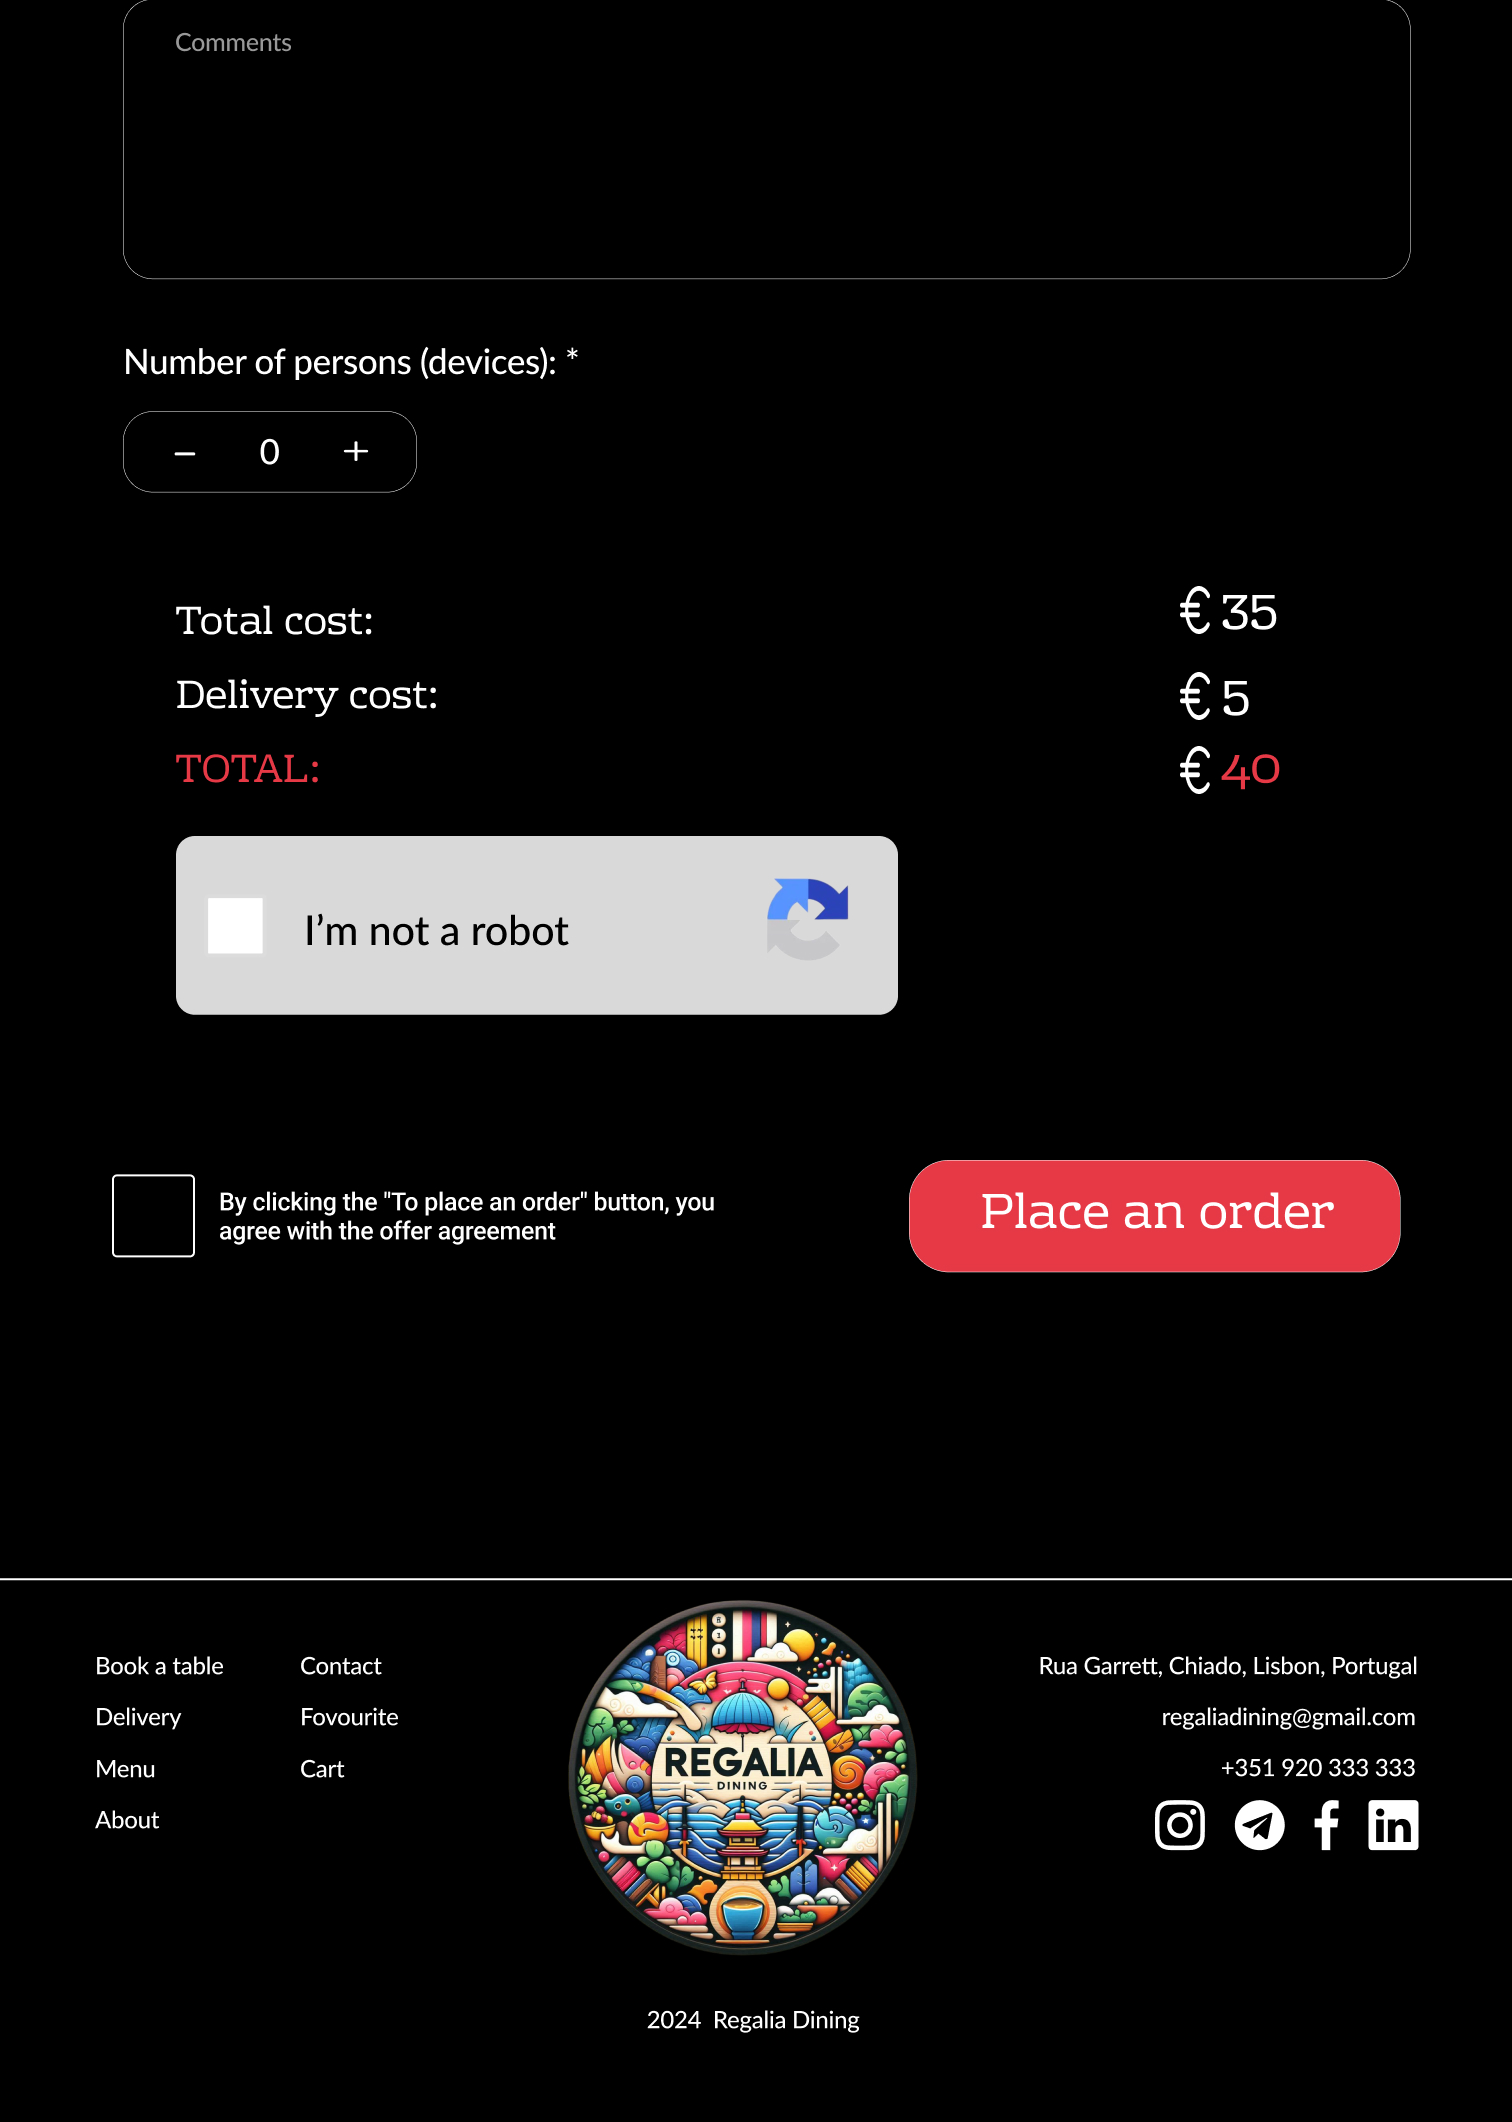 Comments
Number of persons (devices): *
– 0 +
Total cost: € 35
Delivery cost: € 5
TOTAL: € 40
I’m not a robot
By clicking the "To place an order" button, you
agree with the offer agreement
Place an order
Book a table
Delivery
Menu
About
Contact
Fovourite
Cart
REGALIA
DINING
Rua Garrett, Chiado, Lisbon, Portugal
regaliadining@gmail.com
+351 920 333 333
2024 Regalia Dining